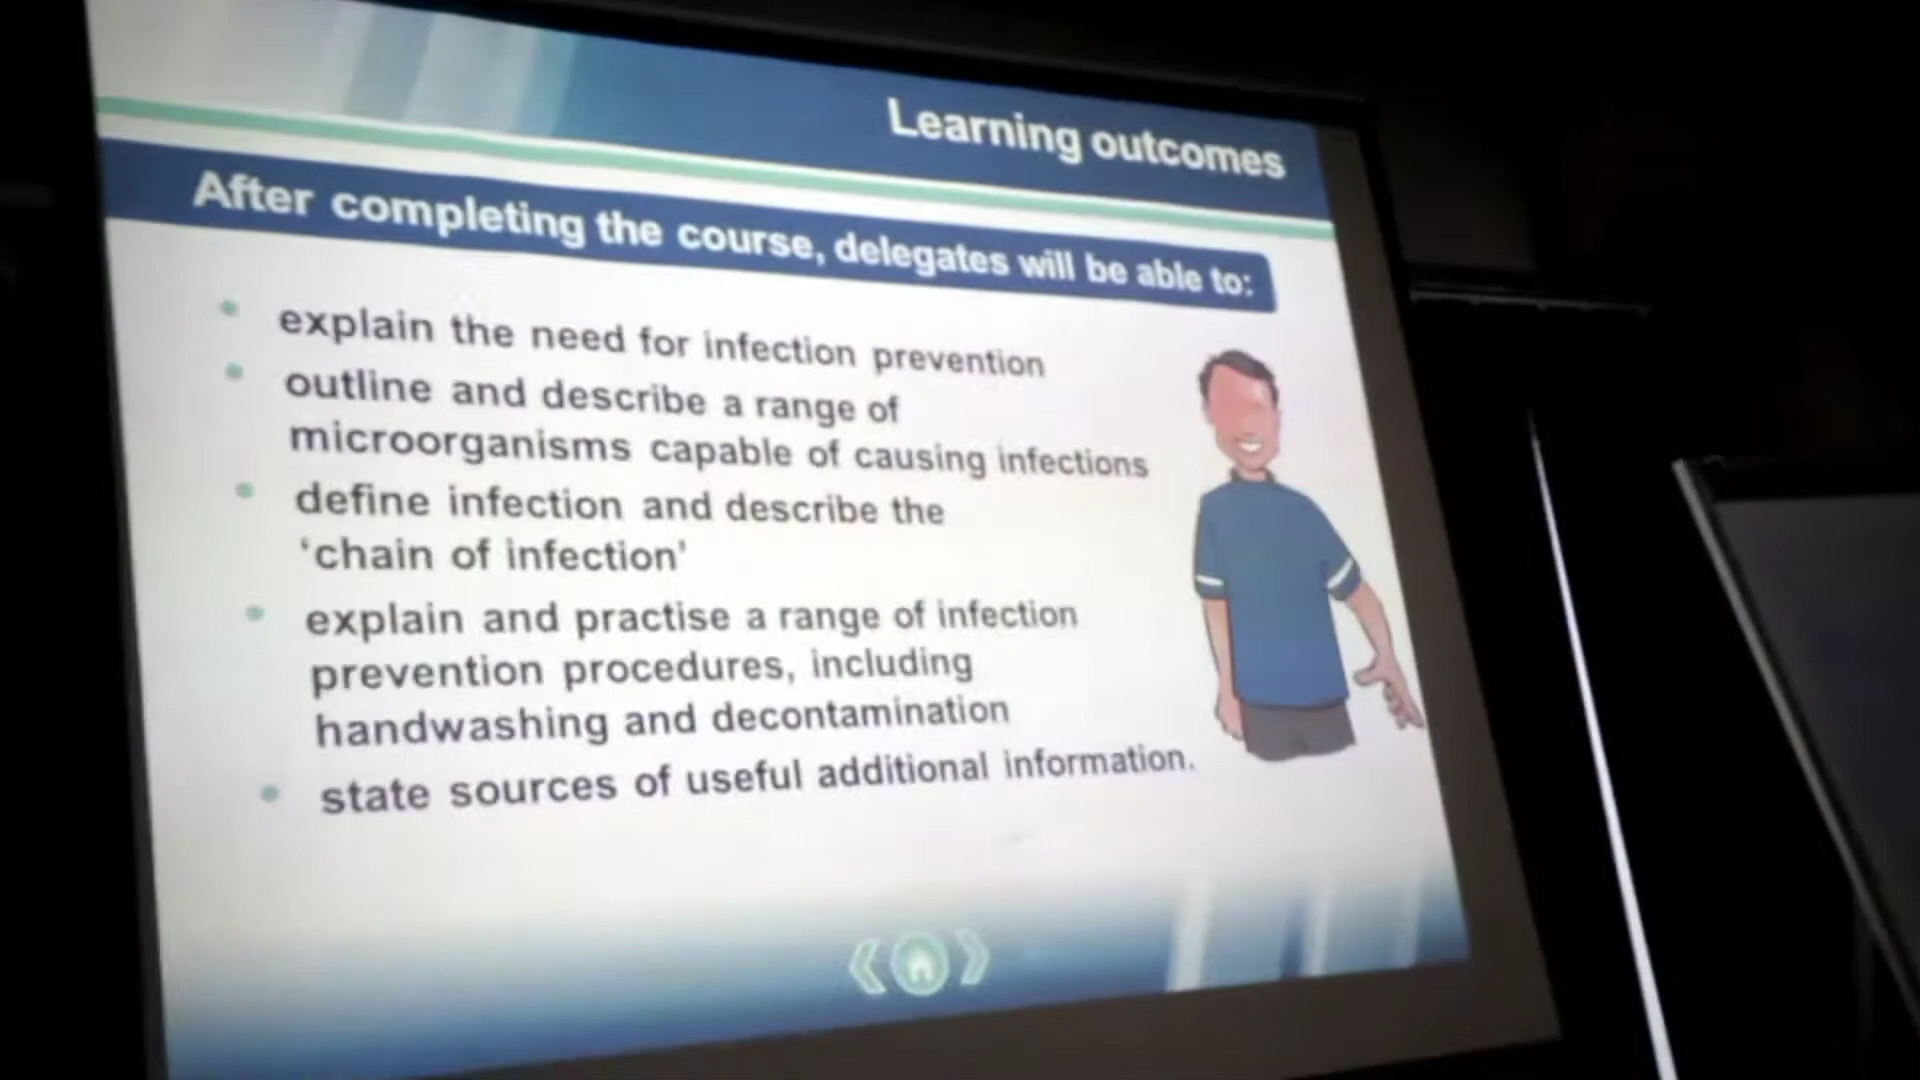 Learning outcomes
After completing the course, delegates will be able to:
explain the need for infection prevention
outline and describe a range of
microorganisms capable of causing infections
define infection and describe the
‘chain of infection’
explain and practise a range of infection
prevention procedures, including
handwashing and decontamination
state sources of useful additional information.